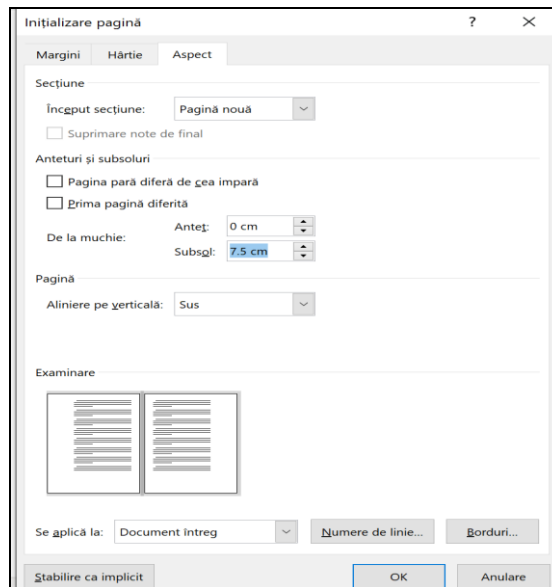 Inițializare pagină ? ×
Margini Hârtie Aspect
Secțiune
Început secțiune: Pagină nouă
Suprimare note de final
Anteturi și subsoluri
Pagina pară diferă de cea impară
Prima pagină diferită
Antet: 0 cm
De la muchie:
Subsol: 7.5 cm
Pagină
Aliniere pe verticală: Sus
Examinare
Se aplică la: Document întreg Numere de linie... Borduri...
Stabilire ca implicit OK Anulare